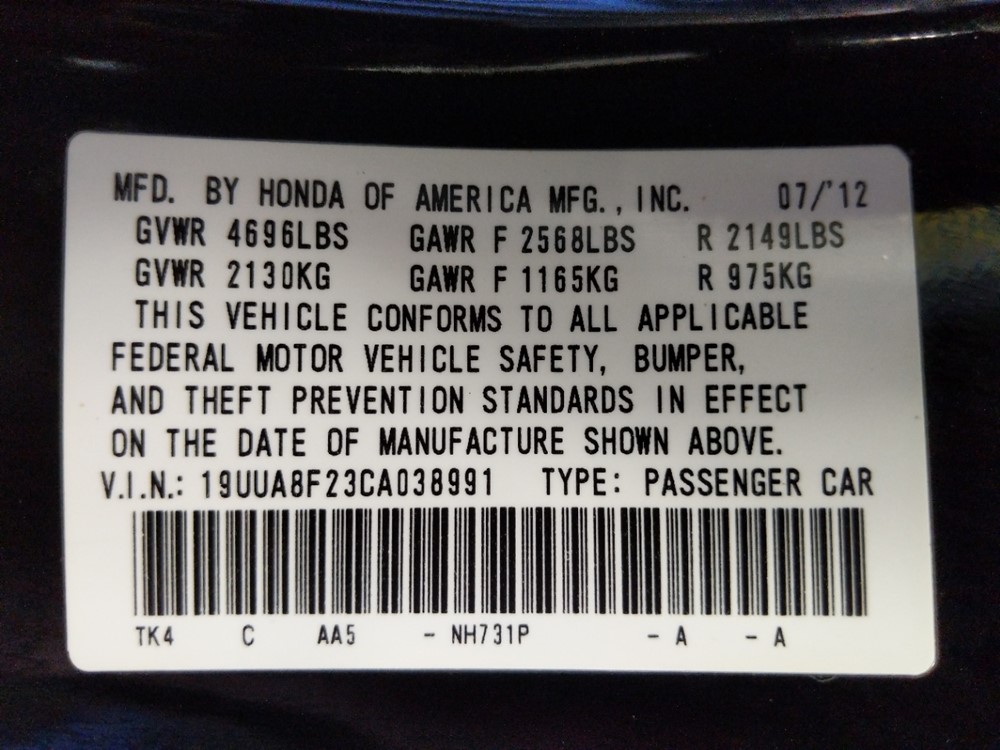 MFD. BY HONDA OF AMERICA MFG., INC. 07/'12
GVWR 4696LBS GAWR F 2568LBS R 2149LBS
GVWR 2130KG GAWR F 1165KG R 975KG
THIS VEHICLE CONFORMS TO ALL APPLICABLE
FEDERAL MOTOR VEHICLE SAFETY, BUMPER,
AND THEFT PREVENTION STANDARDS IN EFFECT
ON THE DATE OF MANUFACTURE SHOWN ABOVE.
V.I.N.: 19UUA8F23CA038991 TYPE: PASSENGER CAR
TK4 C AA5 - NH731P - A - A